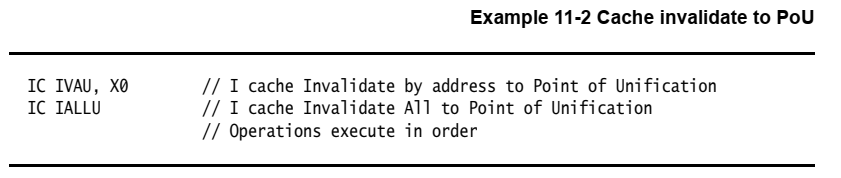 Example 11-2 Cache invalidate to PoU
IC IVAU, X0 // I cache Invalidate by address to Point of Unification
IC IALLU // I cache Invalidate All to Point of Unification
// Operations execute in order